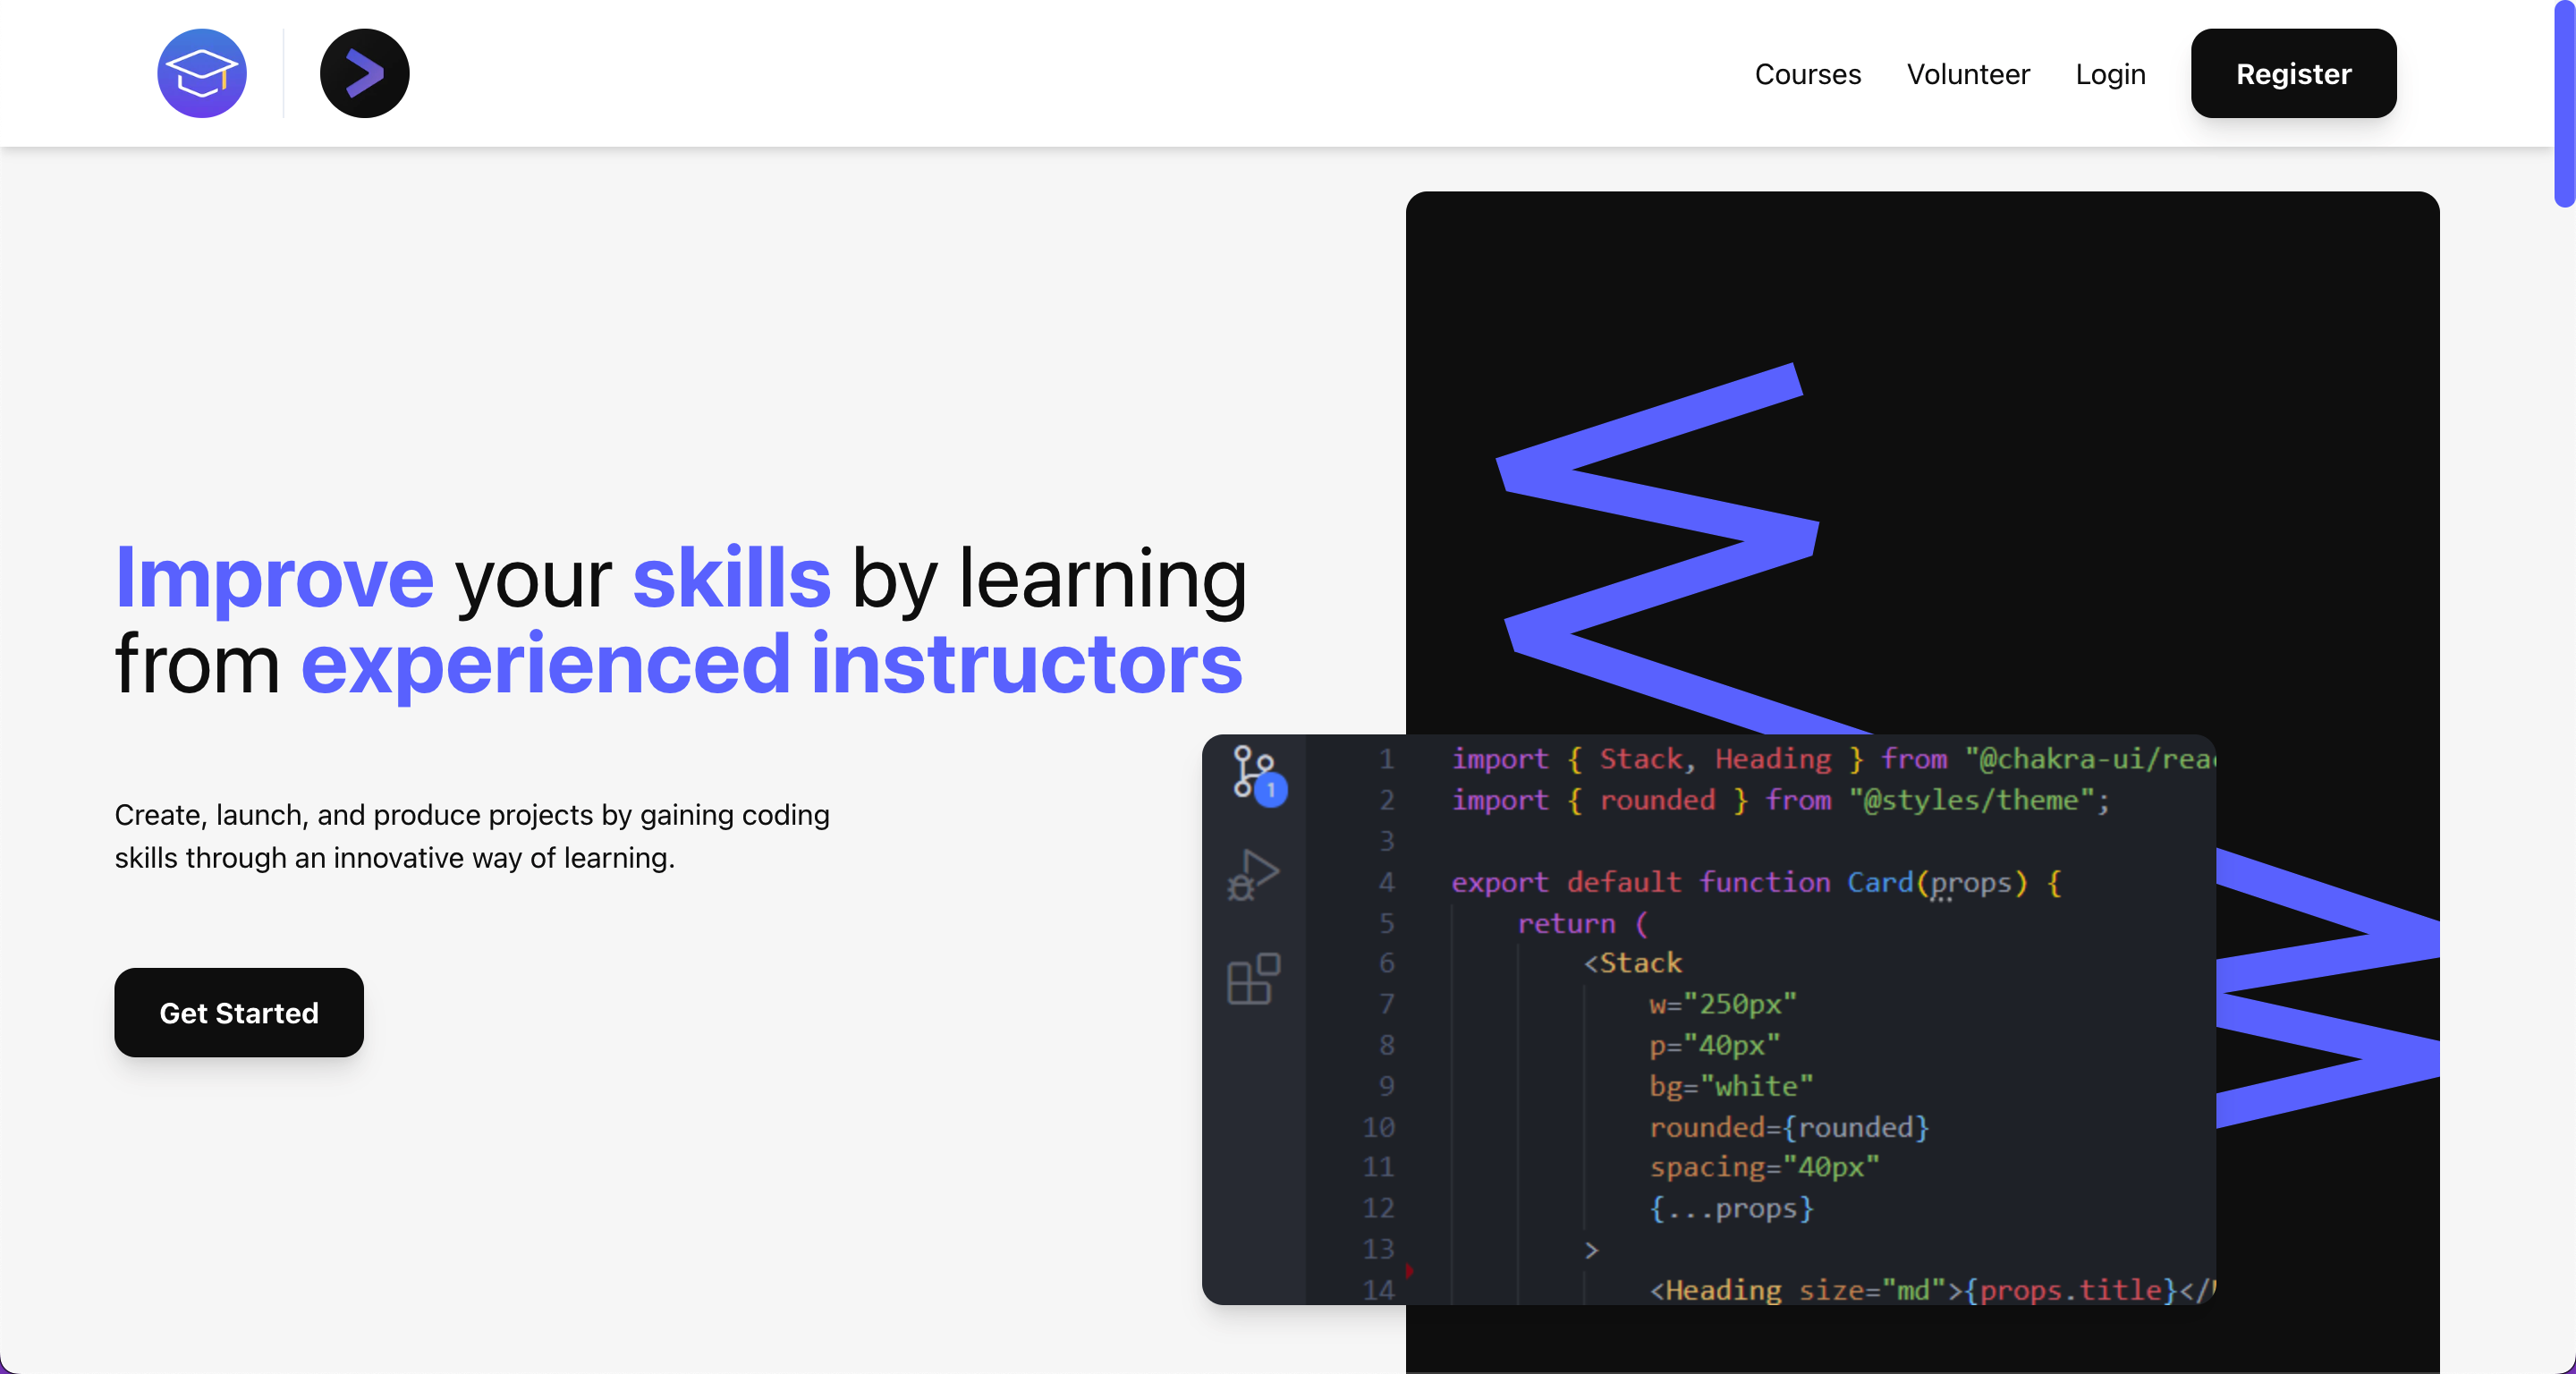 Courses Volunteer Login Register
Improve your skills by learning
from experienced instructors
Create, launch, and produce projects by gaining coding
skills through an innovative way of learning.
Get Started
1
1 import { Stack, Heading } from "@chakra-ui/rea
2 import { rounded } from "@styles/theme";
3
4 export default function Card(props) {
5 return (
6 <Stack
7 w="250px"
8 p="40px"
9 bg="white"
10 rounded={rounded}
11 spacing="40px"
12 {...props}
13 >
14 <Heading size="md">{props.title}</